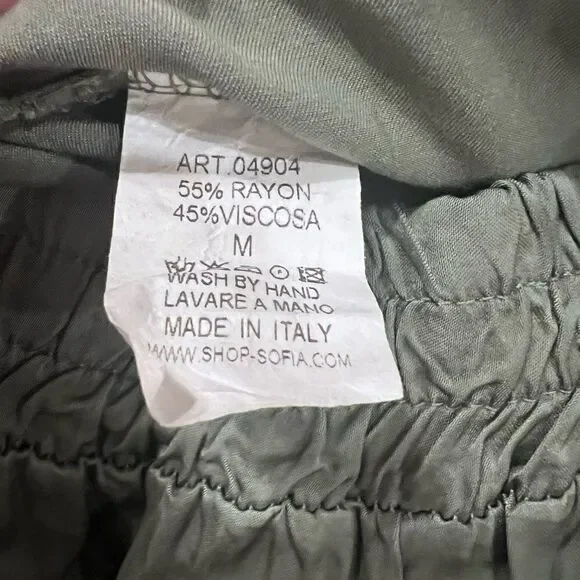 ART.04904
55% RAYON
45%VISCOSA
M
WASH BY HAND
LAVARE A MANO
MADE IN ITALY
WWW.SHOP-SOFIA.COM